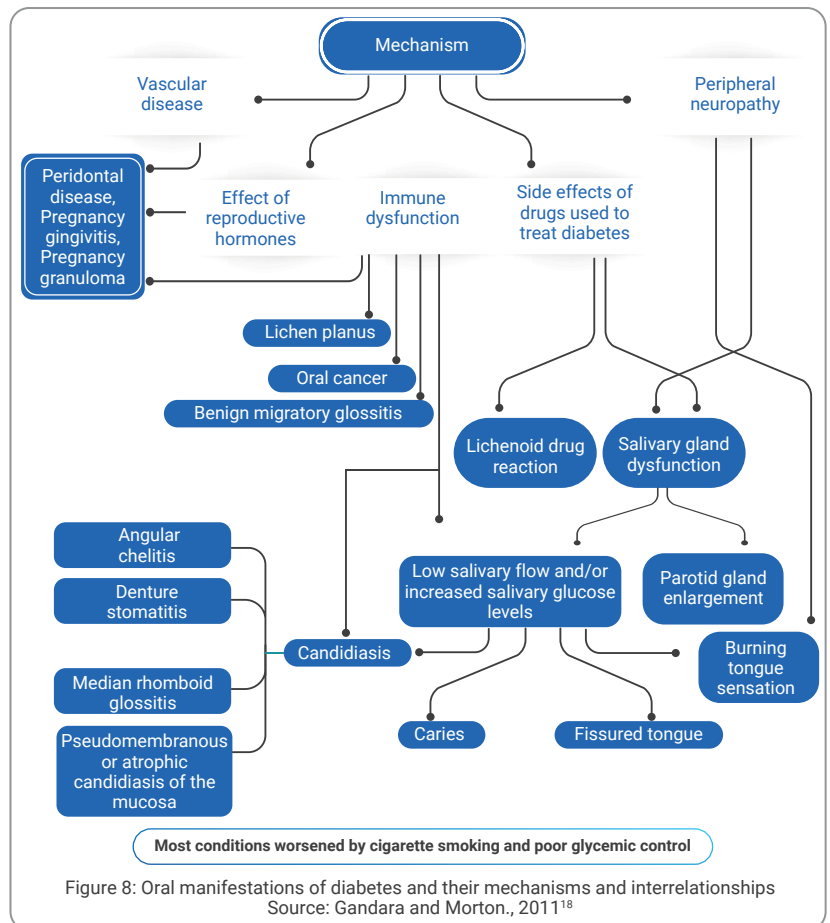 Mechanism
Vascular
disease
Peripheral
neuropathy
Peridontal
disease,
Pregnancy
gingivitis,
Pregnancy
granuloma
Effect of
reproductive
hormones
Immune
dysfunction
Side effects of
drugs used to
treat diabetes
Lichen planus
Oral cancer
Benign migratory glossitis
Lichenoid drug
reaction
Salivary gland
dysfunction
Angular
chelitis
Denture
stomatitis
Median rhomboid
glossitis
Pseudomembranous
or atrophic
candidiasis of the
mucosa
Candidiasis
Low salivary flow and/or
increased salivary glucose
levels
Parotid gland
enlargement
Burning
tongue
sensation
Caries
Fissured tongue
Most conditions worsened by cigarette smoking and poor glycemic control
Figure 8: Oral manifestations of diabetes and their mechanisms and interrelationships
Source: Gandara and Morton., 2011¹⁸